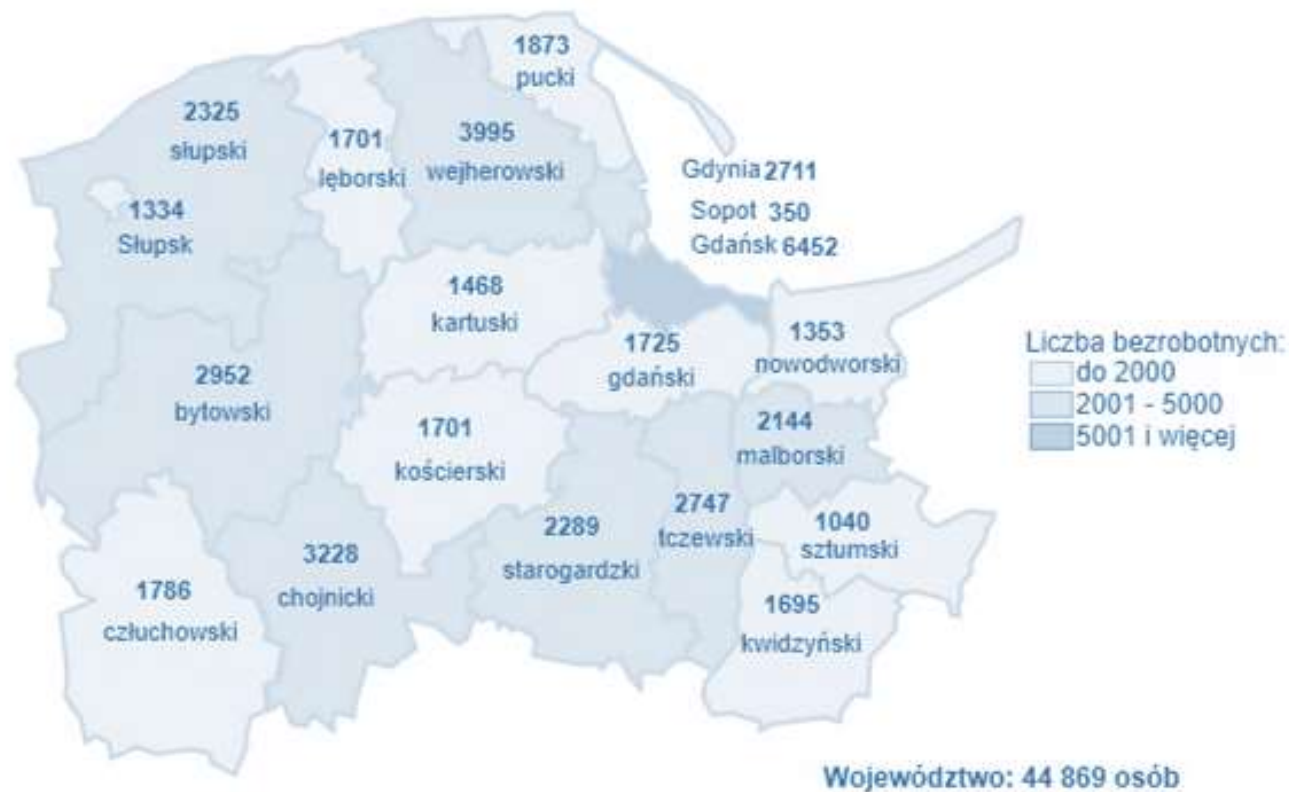 1873
pucki
2325
słupski
1701
lęborski
3995
wejherowski
Gdynia 2711
Sopot 350
Gdańsk 6452
1334
Słupsk
1468
kartuski
1725
gdański
1353
nowodworski
2952
bytowski
1701
kościerski
2144
malborski
2747
tczewski
1040
sztumski
2289
starogardzki
3228
chojnicki
1786
człuchowski
1695
kwidzyński
Liczba bezrobotnych:
do 2000
2001 - 5000
5001 i więcej
Województwo: 44 869 osób